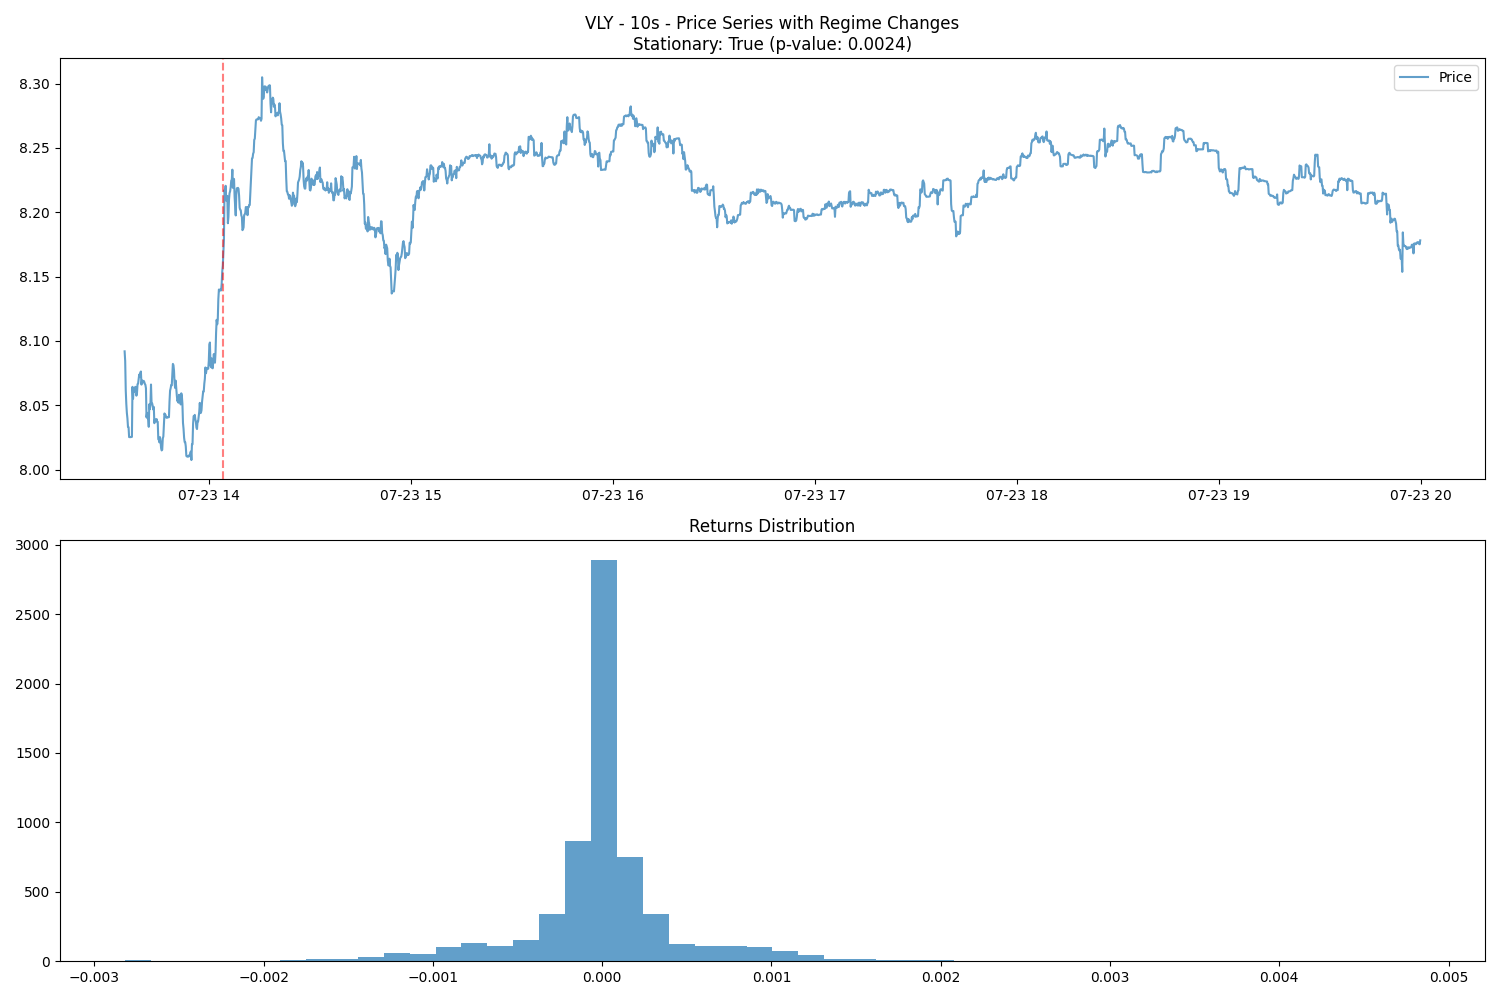 VLY - 10s - Price Series with Regime Changes
Stationary: True (p-value: 0.0024)
Price
8.30
8.25
8.20
8.15
8.10
8.05
8.00
07-23 14 07-23 15 07-23 16 07-23 17 07-23 18 07-23 19 07-23 20
Returns Distribution
3000
2500
2000
1500
1000
500
0
−0.003 −0.002 −0.001 0.000 0.001 0.002 0.003 0.004 0.005